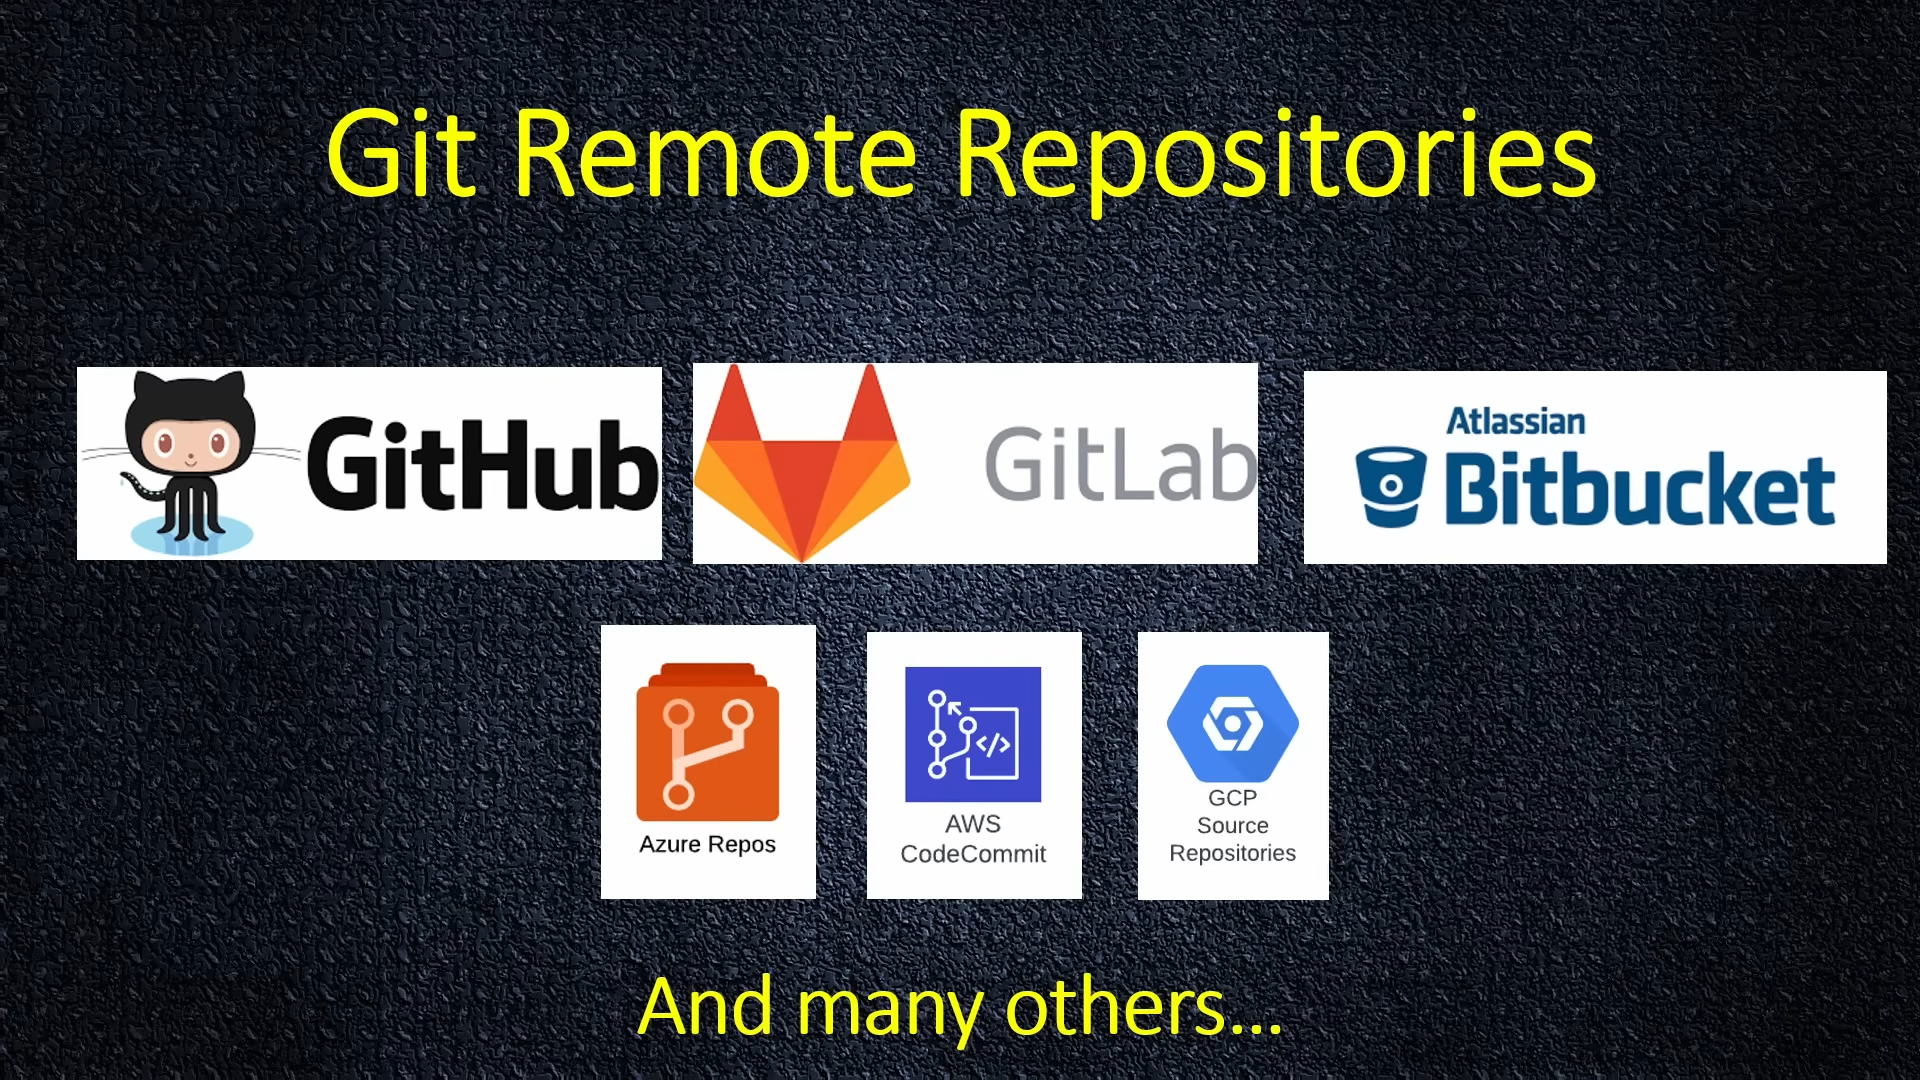 Git Remote Repositories
GitHub
GitLab
Atlassian
Bitbucket
Azure Repos
AWS
CodeCommit
</>
GCP
Source
Repositories
And many others...